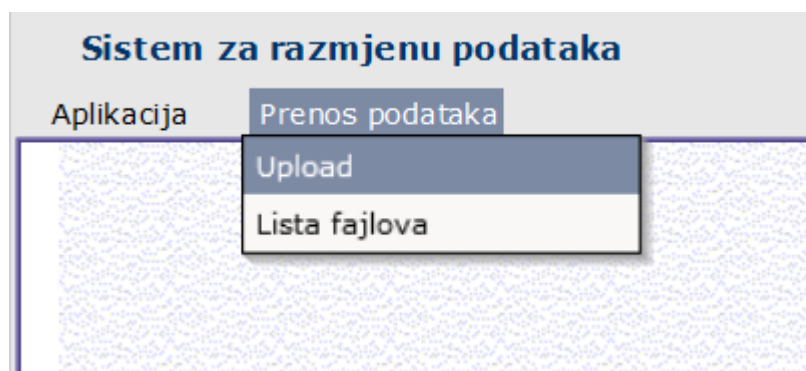 Sistem za razmjenu podataka
Aplikacija Prenos podataka
Upload
Lista fajlova